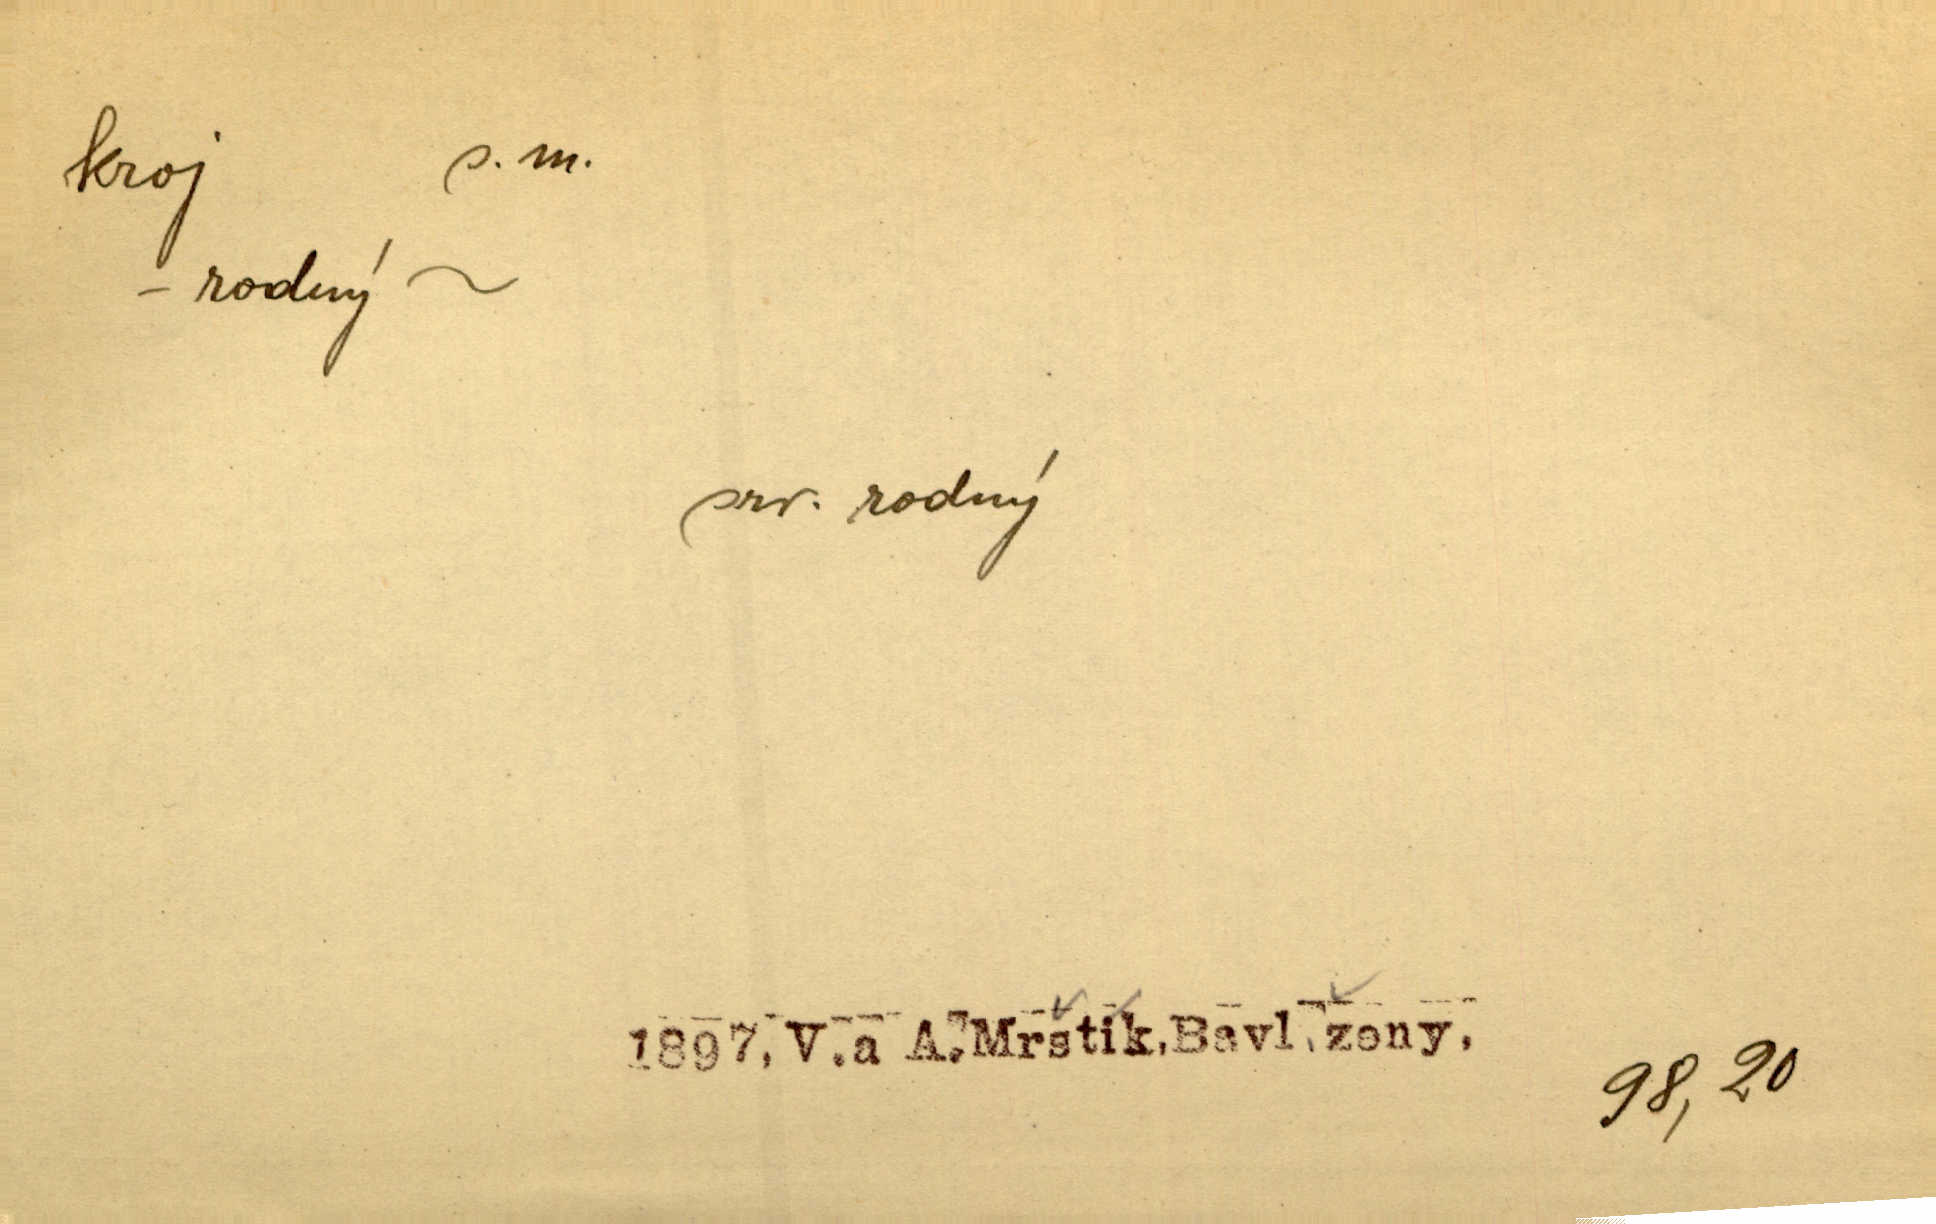 kroj s. m.
- rodný ~
srv. rodný
1897, V. a A. Mrštík, Bavl. ženy,
98, 20